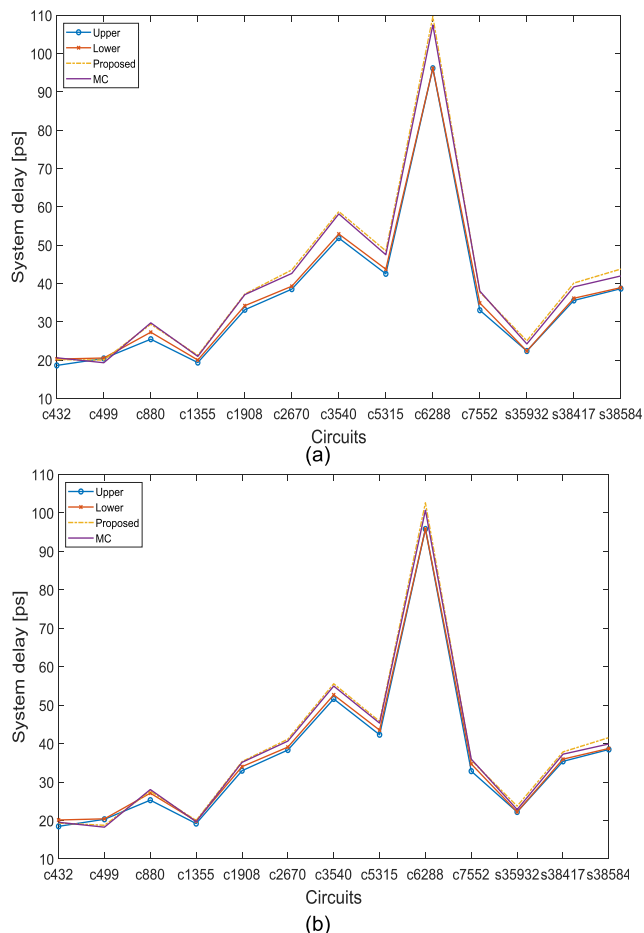 110
100
90
80
70
60
50
40
30
20
10
System delay [ps]
Upper
Lower
Proposed
MC
c432 c499 c880 c1355 c1908 c2670 c3540 c5315 c6288 c7552 s35932 s38417 s38584
Circuits
(a)
110
100
90
80
70
60
50
40
30
20
10
System delay [ps]
Upper
Lower
Proposed
MC
c432 c499 c880 c1355 c1908 c2670 c3540 c5315 c6288 c7552 s35932 s38417 s38584
Circuits
(b)